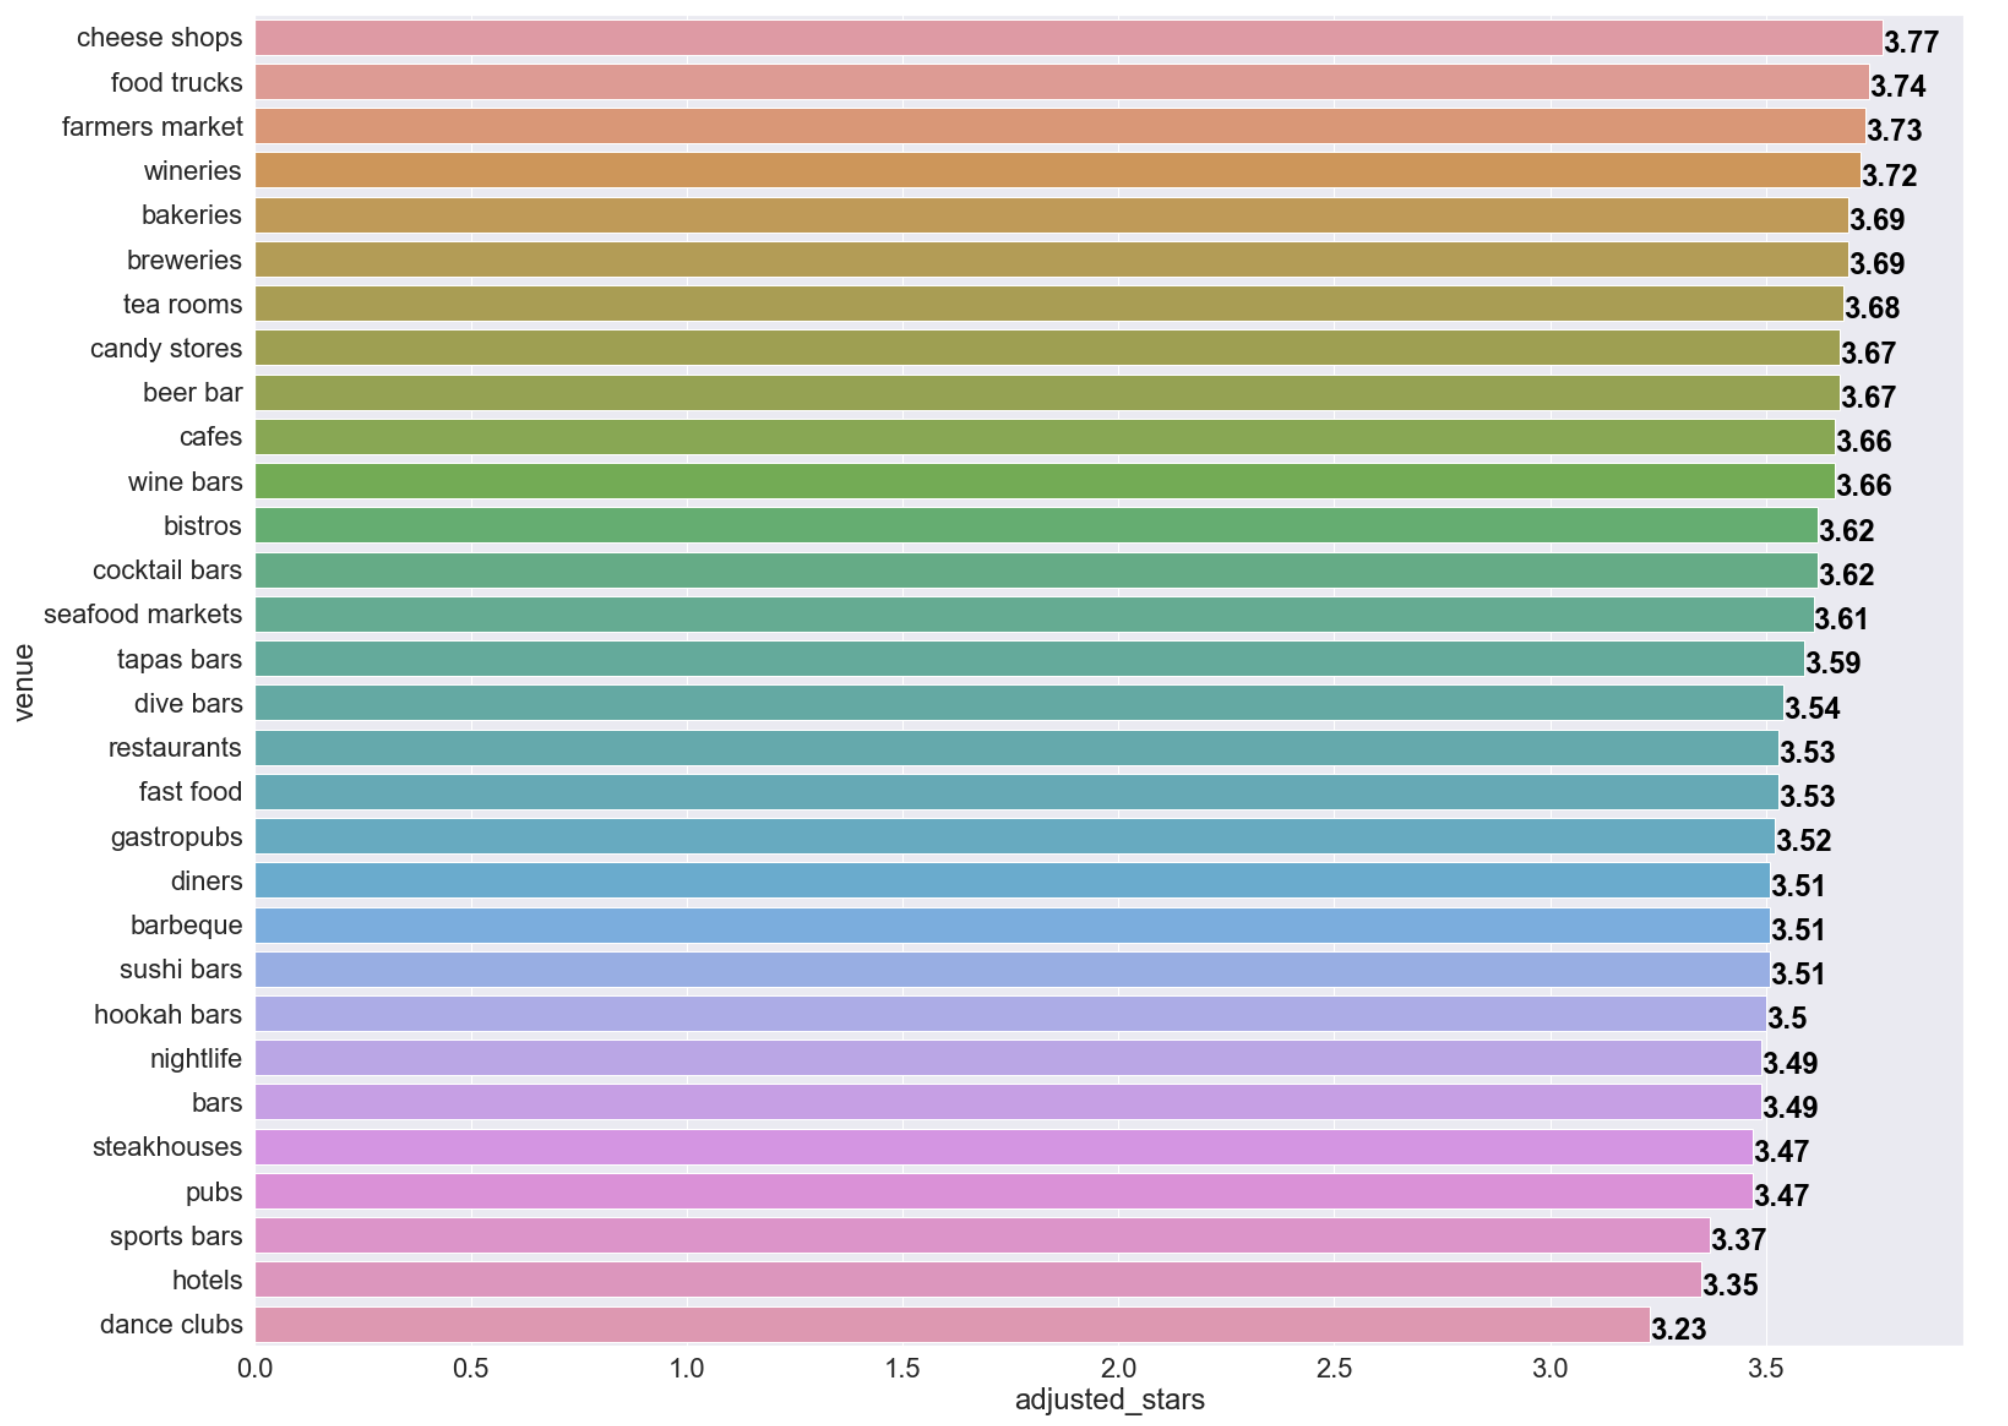 cheese shops 3.77
food trucks 3.74
farmers market 3.73
wineries 3.72
bakeries 3.69
breweries 3.69
tea rooms 3.68
candy stores 3.67
beer bar 3.67
cafes 3.66
wine bars 3.66
bistros 3.62
cocktail bars 3.62
seafood markets 3.61
tapas bars 3.59
dive bars 3.54
restaurants 3.53
fast food 3.53
gastropubs 3.52
diners 3.51
barbeque 3.51
sushi bars 3.51
hookah bars 3.5
nightlife 3.49
bars 3.49
steakhouses 3.47
pubs 3.47
sports bars 3.37
hotels 3.35
dance clubs 3.23
venue
0.0 0.5 1.0 1.5 2.0 2.5 3.0 3.5
adjusted_stars